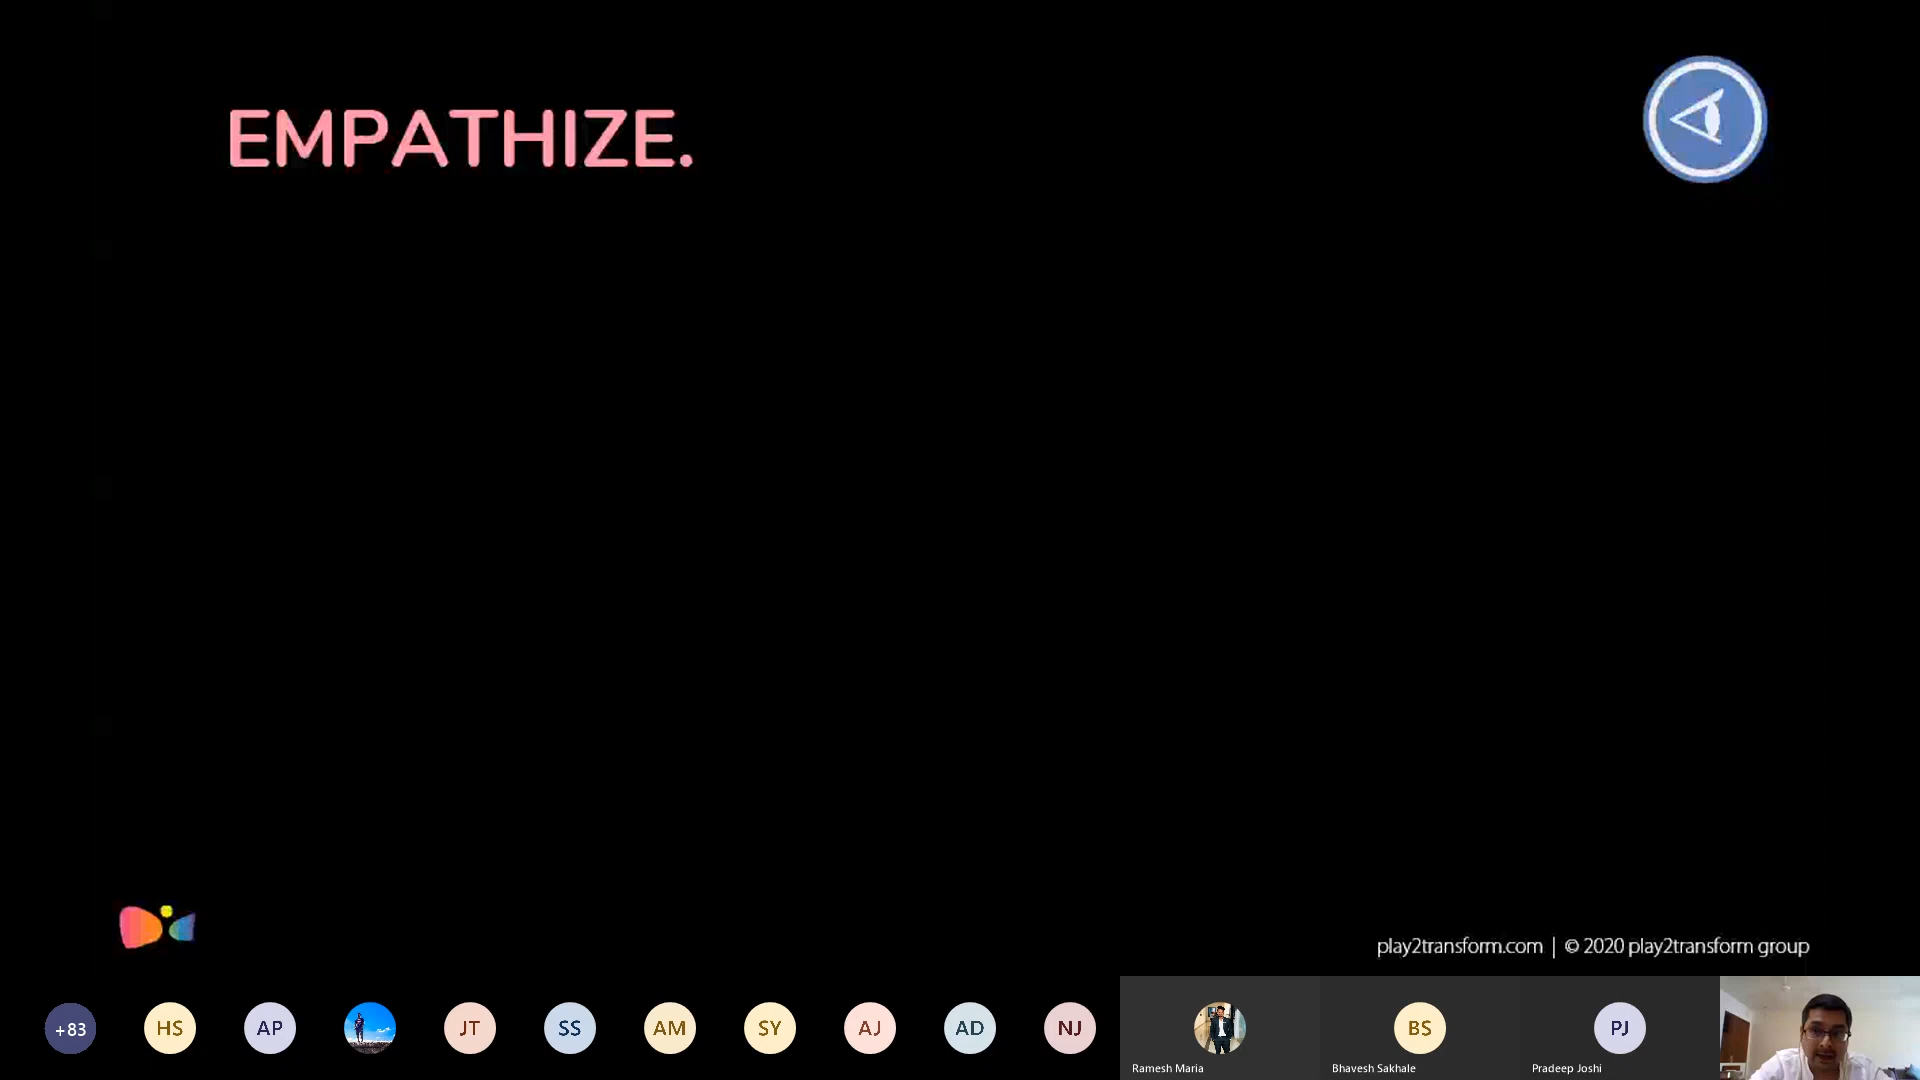 EMPATHIZE.
play2transform.com | © 2020 play2transform group
+83
HS
AP
JT
SS
AM
SY
AJ
AD
NJ
BS
PJ
Ramesh Maria
Bhavesh Sakhale
Pradeep Joshi